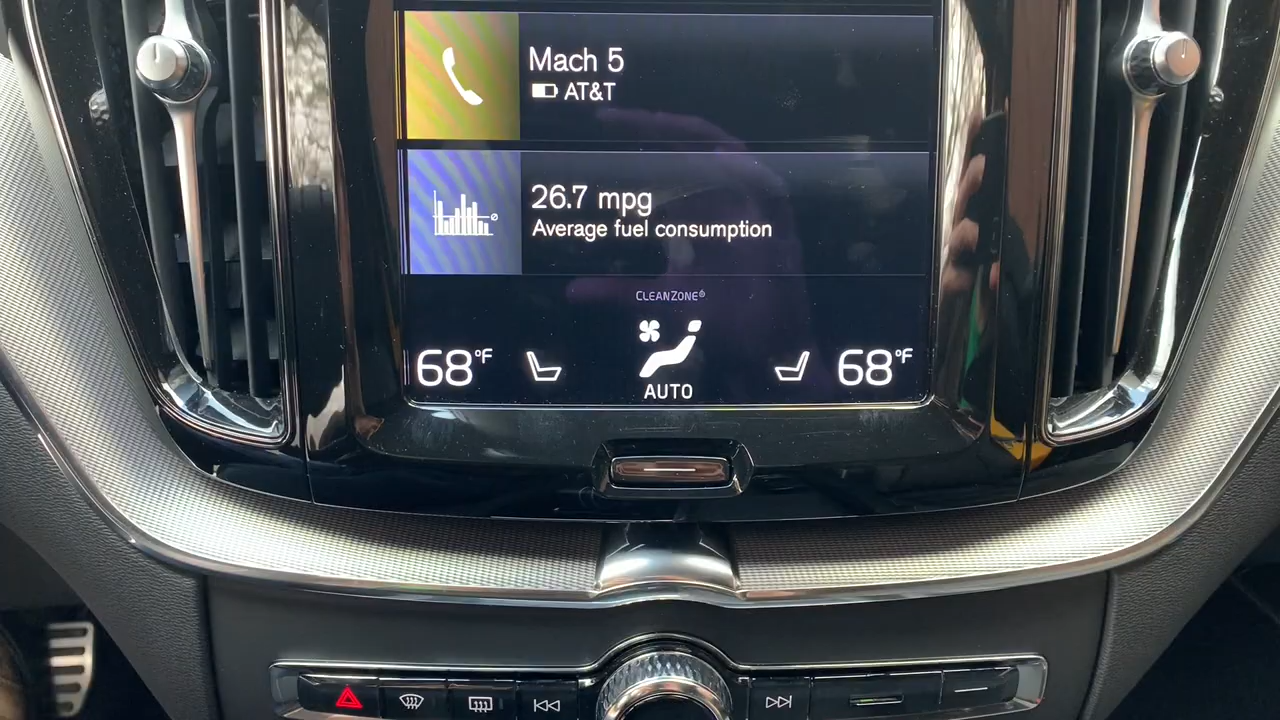 Mach 5
AT&T
26.7 mpg
Average fuel consumption
CLEANZONE®
68°F
68°F
AUTO